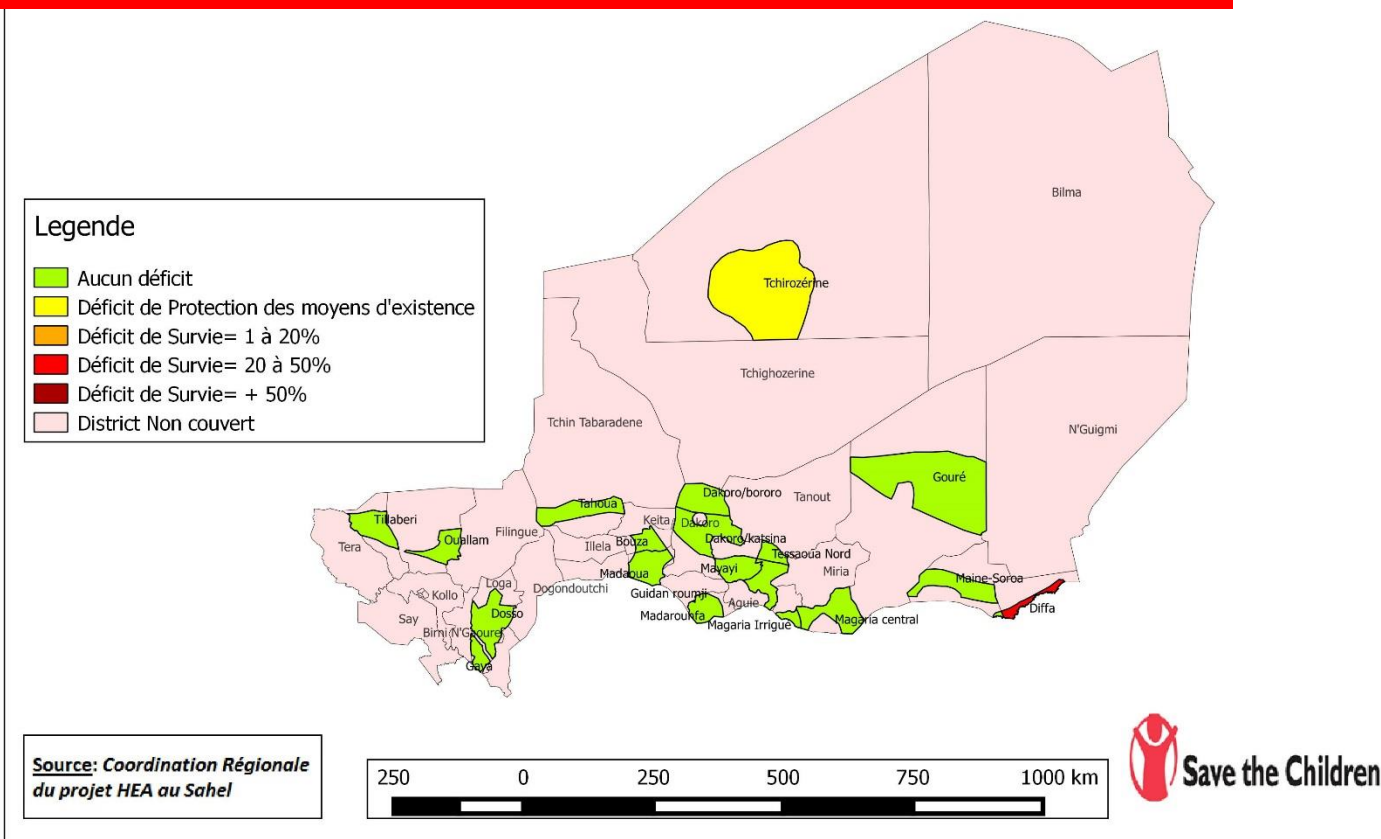 Legende
Aucun déficit
Déficit de Protection des moyens d'existence
Déficit de Survie= 1 à 20%
Déficit de Survie= 20 à 50%
Déficit de Survie= + 50%
District Non couvert
Bilma
Tchirozérine
Tchighozerine
Tchin Tabaradene
N'Guigmi
Gouré
Dakoro/bororo
Tanout
Tahoua
Tillaberi
Keita
Dakoro
Filingue
Ouallam
Dakoro/katsina
Tera
Illela
Bouza
Tessaoua Nord
Mayayi
Miria
Madaoua
Maine-Soroa
Loga
Dogondoutchi
Kollo
Guidan roumji
Aguie
Diffa
Say
Dosso
Madarounfa
Magaria Irrigué
Magaria central
Birni N'Gaourel
Gaya
Source: Coordination Régionale
du projet HEA au Sahel
250 0 250 500 750 1000 km
Save the Children